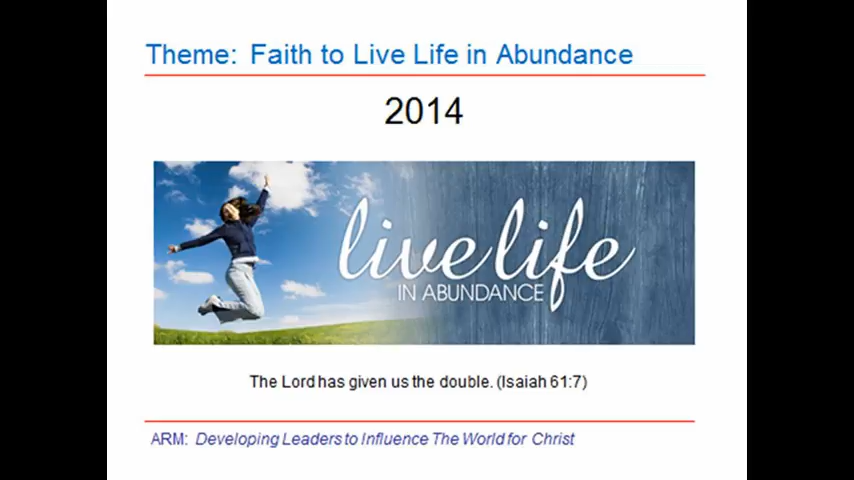 Theme: Faith to Live Life in Abundance
2014
live life
IN ABUNDANCE
The Lord has given us the double. (Isaiah 61:7)
ARM: Developing Leaders to Influence The World for Christ